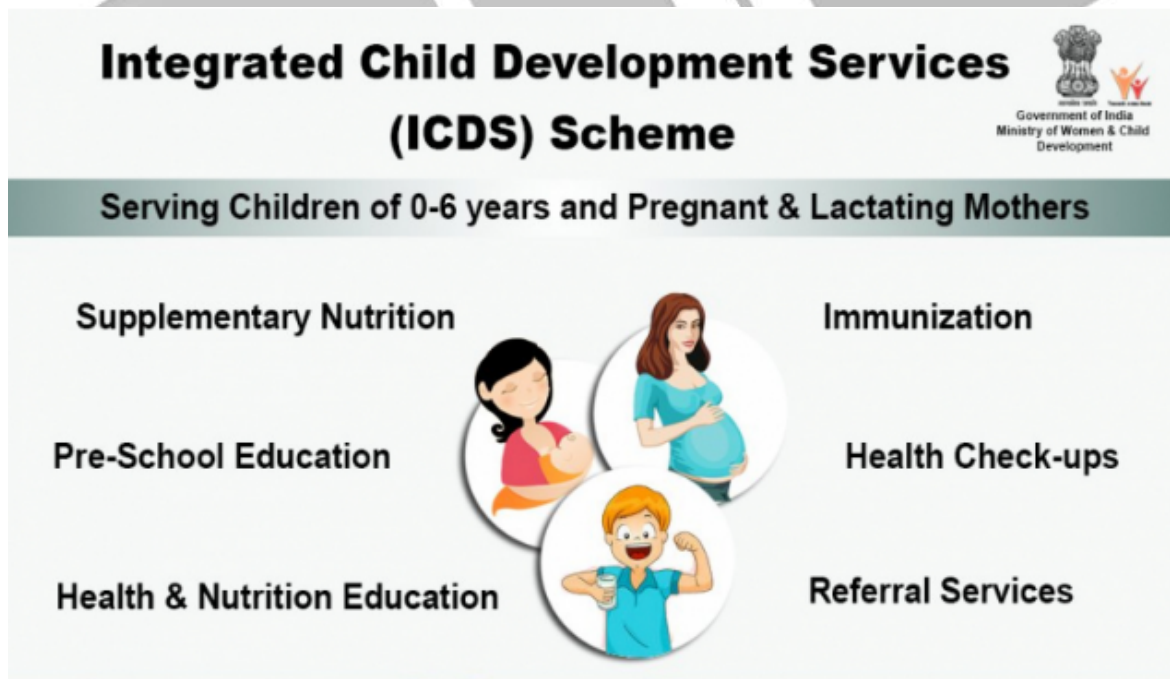 Integrated Child Development Services
(ICDS) Scheme
Government of India
Ministry of Women & Child
Development
Serving Children of 0-6 years and Pregnant & Lactating Mothers
Supplementary Nutrition
Immunization
Pre-School Education
Health Check-ups
Health & Nutrition Education
Referral Services